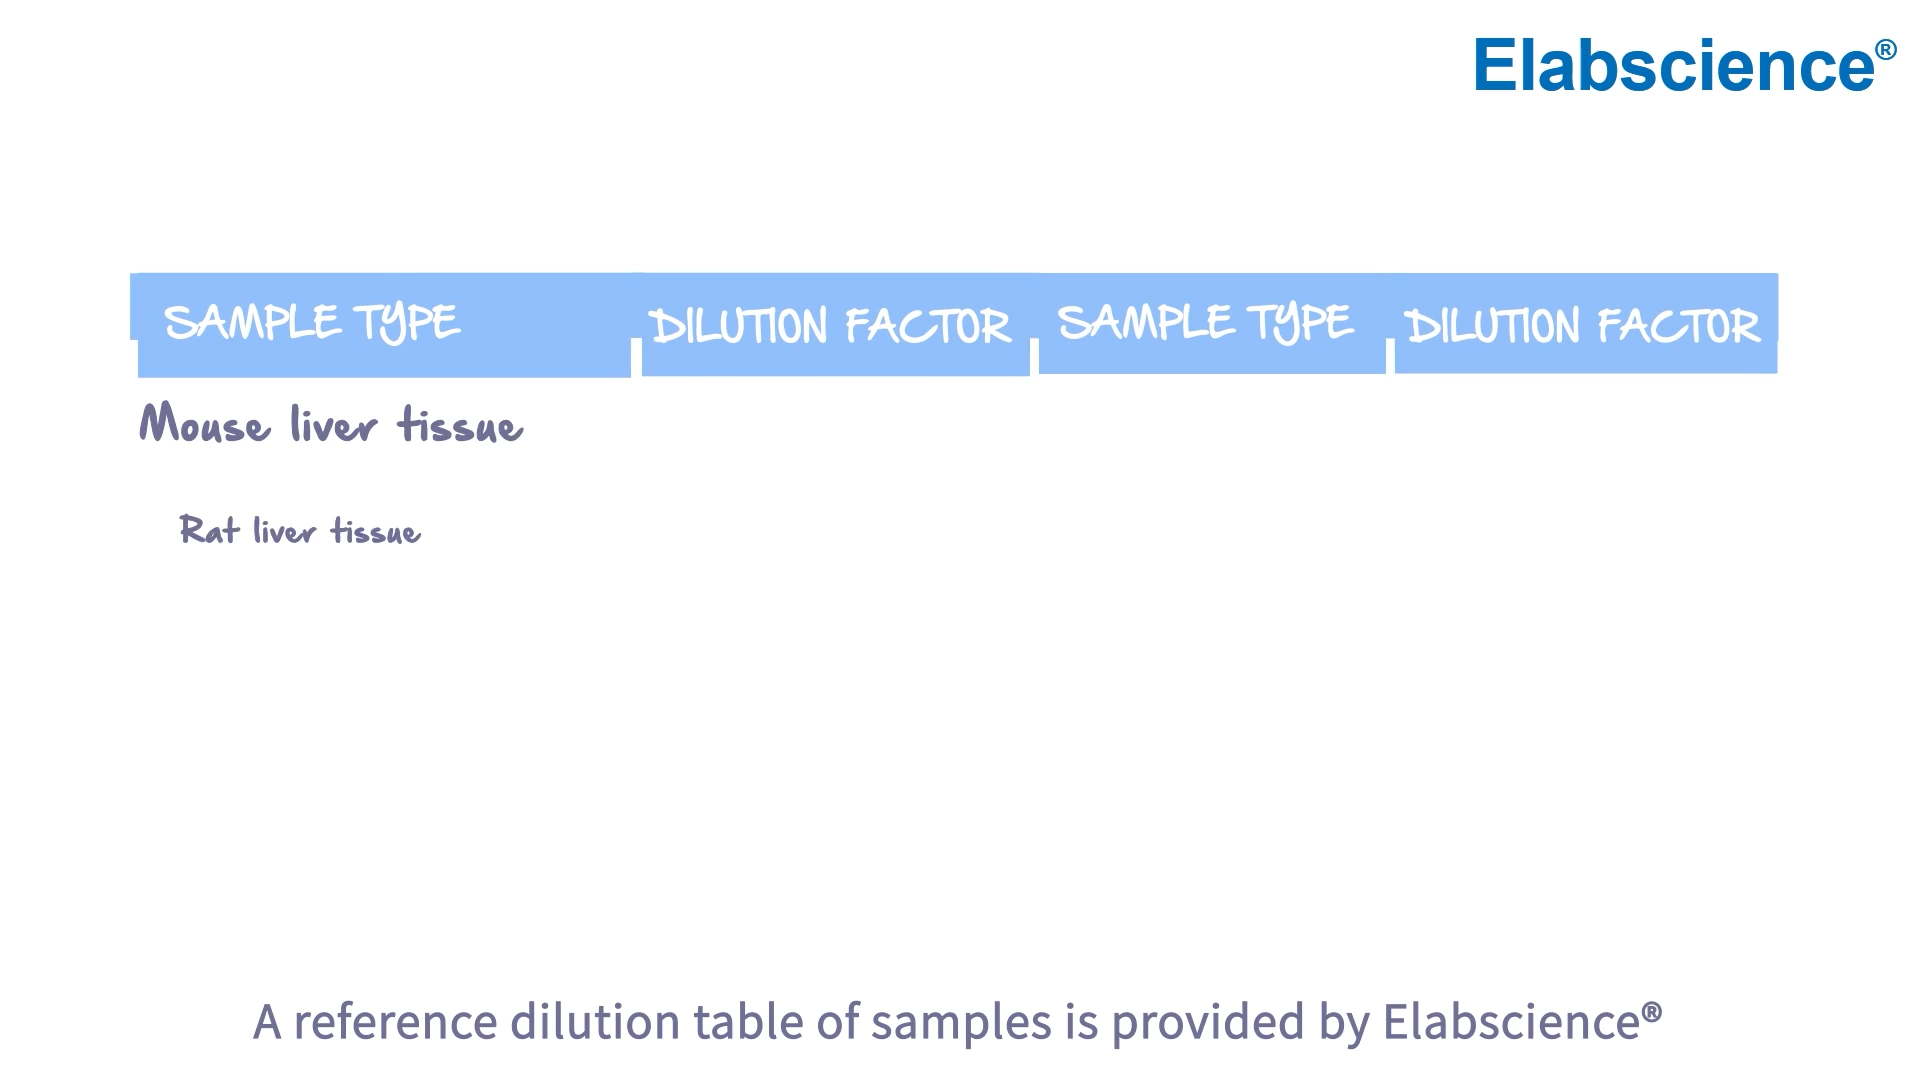 Elabscience®
SAMPLE TYPE DILUTION FACTOR SAMPLE TYPE DILUTION FACTOR
Mouse liver tissue
Rat liver tissue
A reference dilution table of samples is provided by Elabscience®